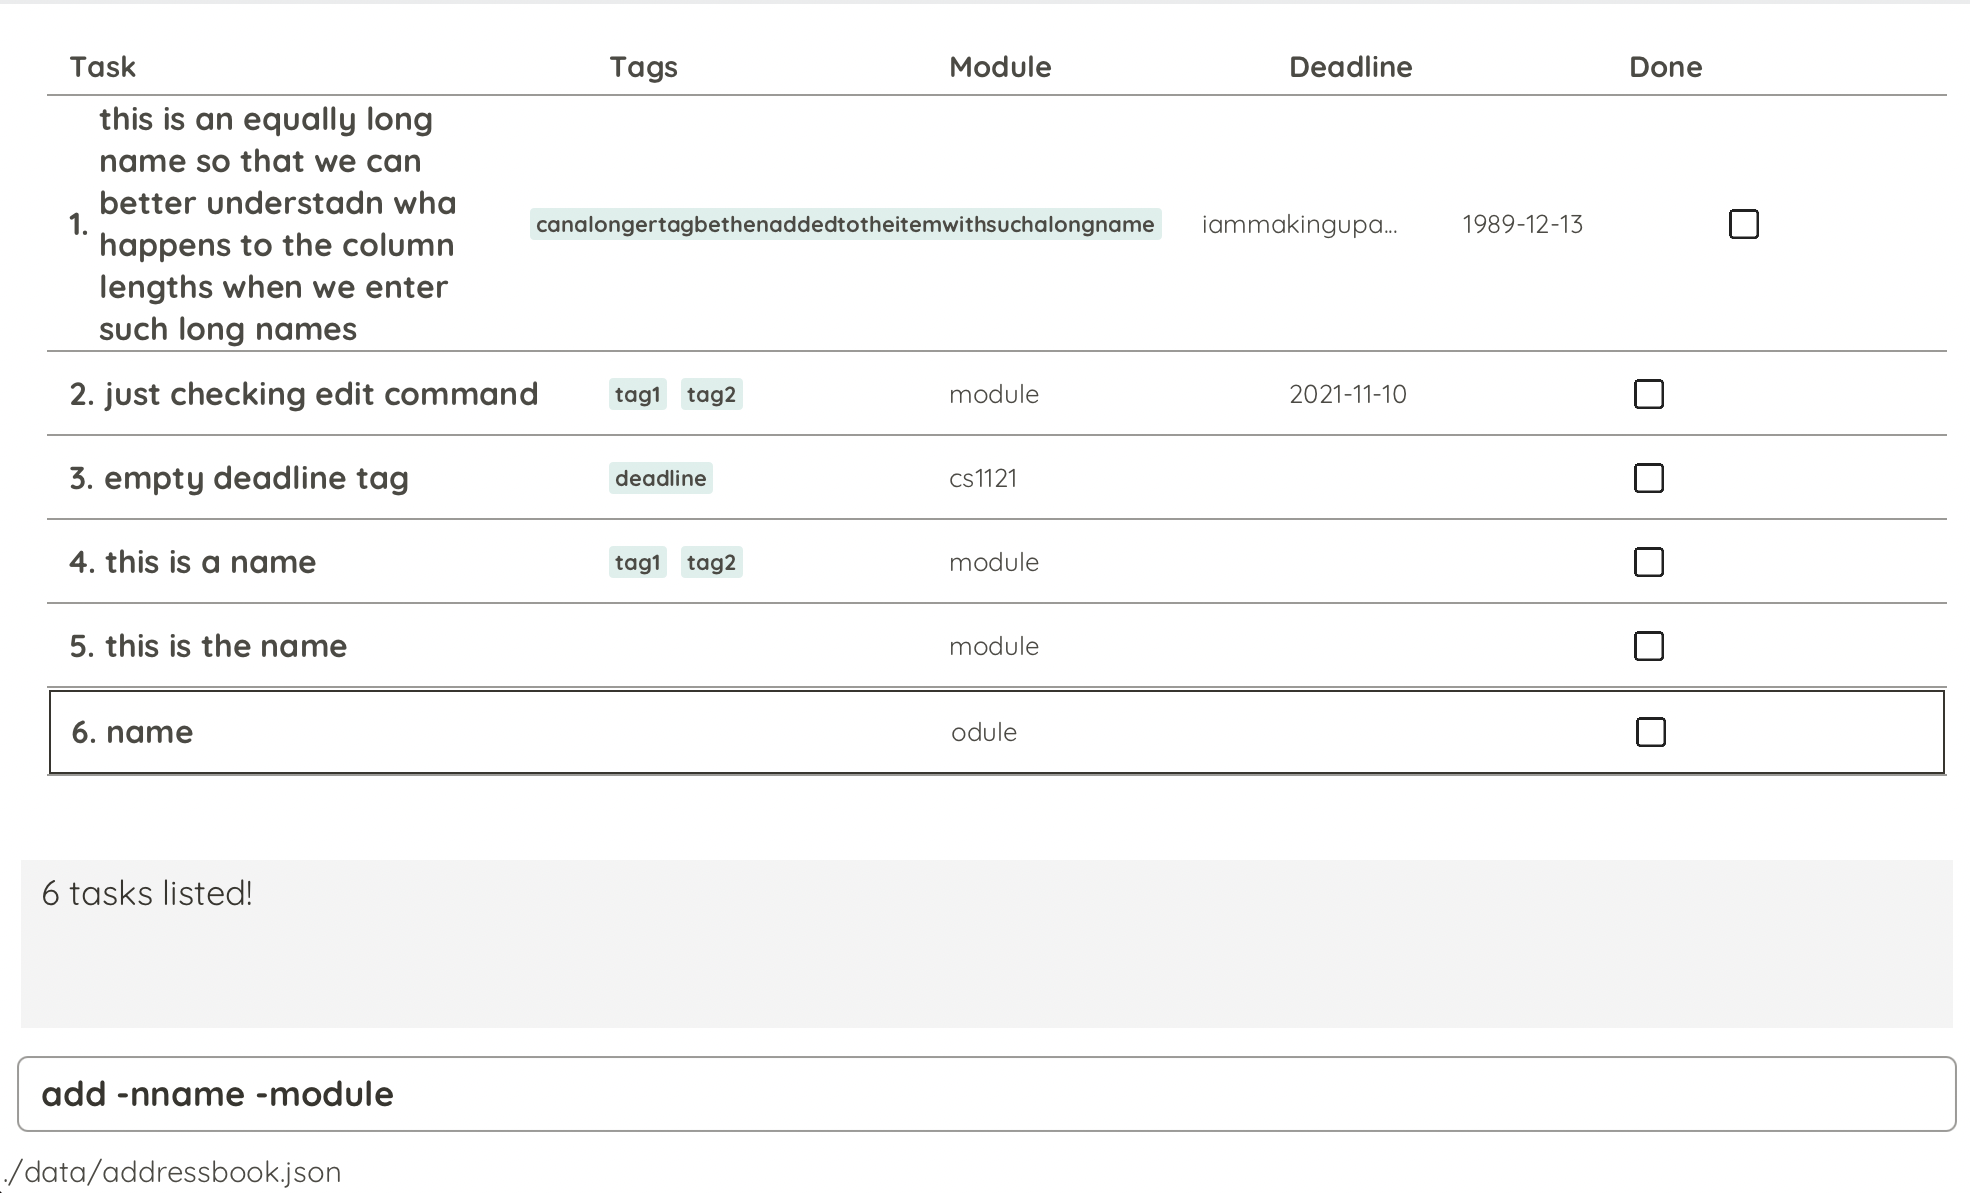 Task Tags Module Deadline Done
1. this is an equally long
name so that we can
better understadn wha
happens to the column
lengths when we enter
such long names
canalongertagbethenaddedtotheitemwithsuchalongname iammakingupa... 1989-12-13
2. just checking edit command tag1 tag2 module 2021-11-10
3. empty deadline tag deadline cs1121
4. this is a name tag1 tag2 module
5. this is the name module
6. name odule
6 tasks listed!
add -nname -module
./data/addressbook.json